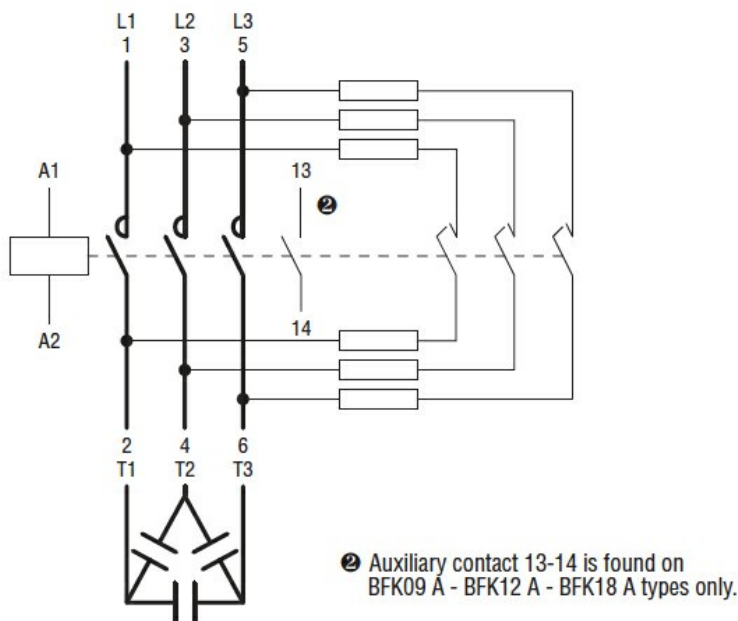 L1 L2 L3
1 3 5
A1
13
❷
14
A2
2 4 6
T1 T2 T3
❷ Auxiliary contact 13-14 is found on
BFK09 A - BFK12 A - BFK18 A types only.